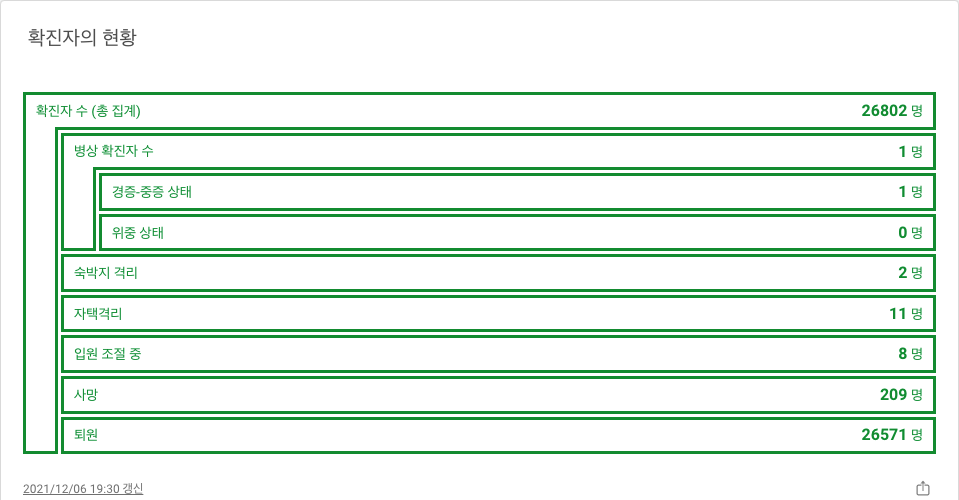 확진자의 현황
확진자 수 (총 집계) 26802 명
병상 확진자 수 1 명
경증-중증 상태 1 명
위중 상태 0 명
숙박지 격리 2 명
자택격리 11 명
입원 조절 중 8 명
사망 209 명
퇴원 26571 명
2021/12/06 19:30 갱신